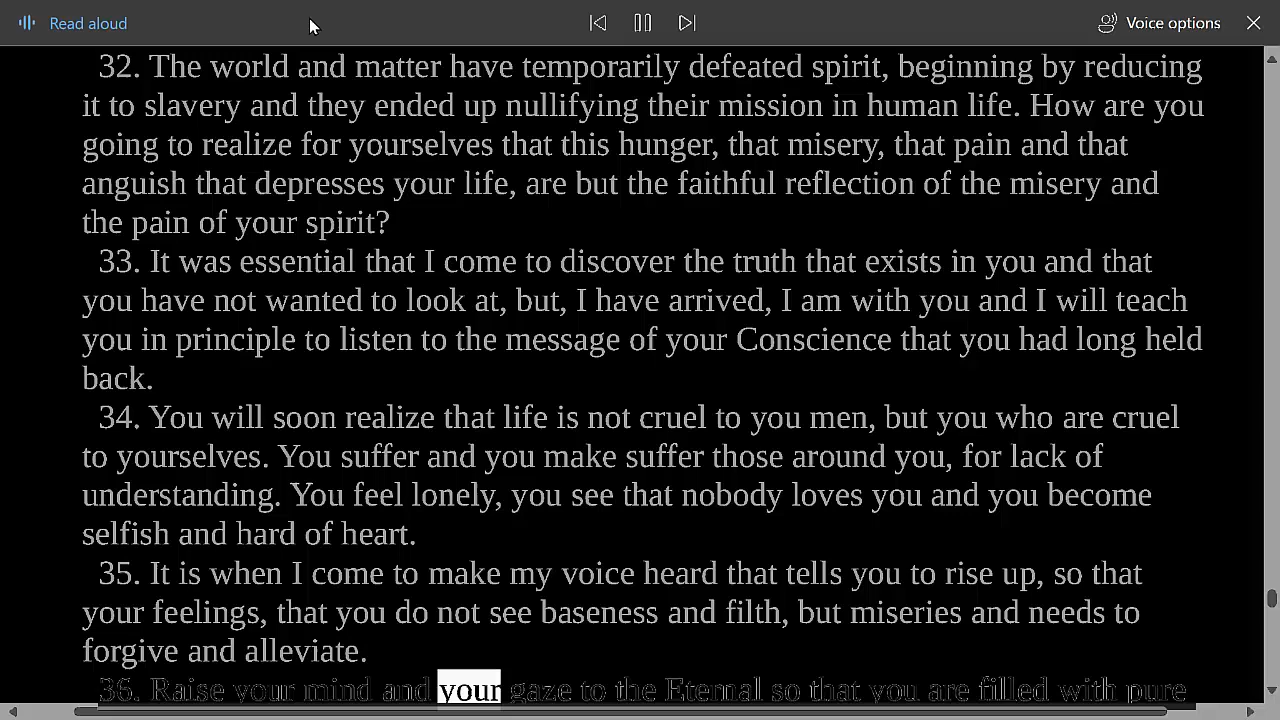 Read aloud
Voice options
32. The world and matter have temporarily defeated spirit, beginning by reducing
it to slavery and they ended up nullifying their mission in human life. How are you
going to realize for yourselves that this hunger, that misery, that pain and that
anguish that depresses your life, are but the faithful reflection of the misery and
the pain of your spirit?
33. It was essential that I come to discover the truth that exists in you and that
you have not wanted to look at, but, I have arrived, I am with you and I will teach
you in principle to listen to the message of your Conscience that you had long held
back.
34. You will soon realize that life is not cruel to you men, but you who are cruel
to yourselves. You suffer and you make suffer those around you, for lack of
understanding. You feel lonely, you see that nobody loves you and you become
selfish and hard of heart.
35. It is when I come to make my voice heard that tells you to rise up, so that
your feelings, that you do not see baseness and filth, but miseries and needs to
forgive and alleviate.
36. Raise your mind and your gaze to the Eternal so that you are filled with pure